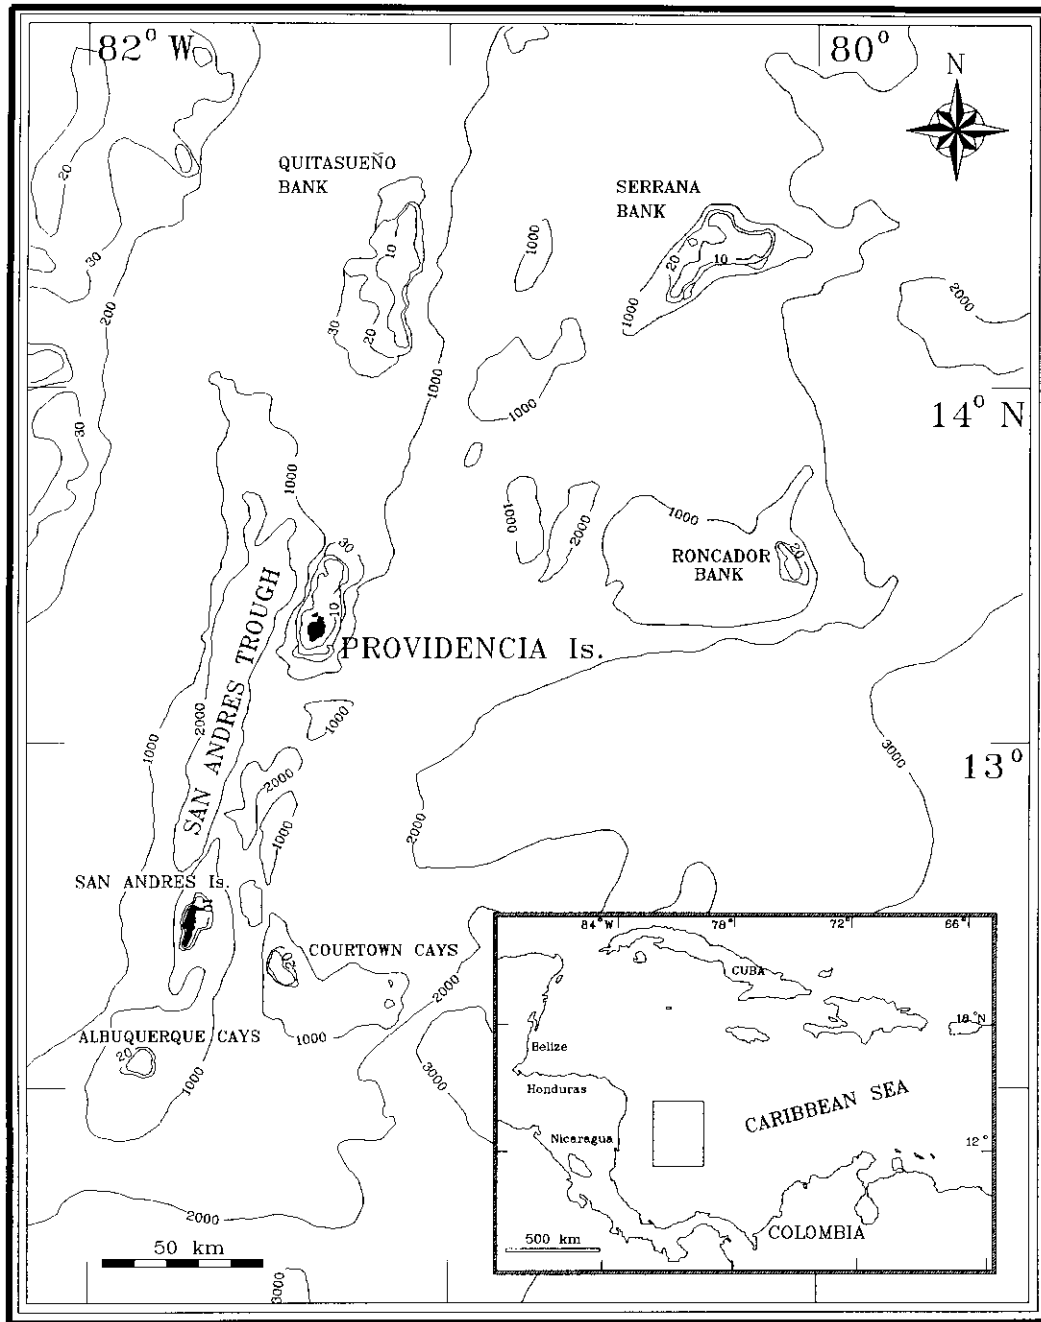 82° W
80°
N
QUITASUEÑO
BANK
SERRANA
BANK
20
30
200
10
20
30
1000
1000
20
10
1000
2000
1000
1000
14° N
30
1000
1000
2000
1000
RONCADOR
BANK
20
30
10
PROVIDENCIA Is.
SAN ANDRES TROUGH
2000
1000
1000
2000
1000
3000
13°
2000
SAN ANDRES Is.
COURTOWN CAYS
20
2000
1000
ALBUQUERQUE CAYS
20
1000
3000
2000
3000
50 km
84°W
78°
72°
66°
CUBA
18°N
Belize
Honduras
CARIBBEAN SEA
Nicaragua
12°
COLOMBIA
500 km